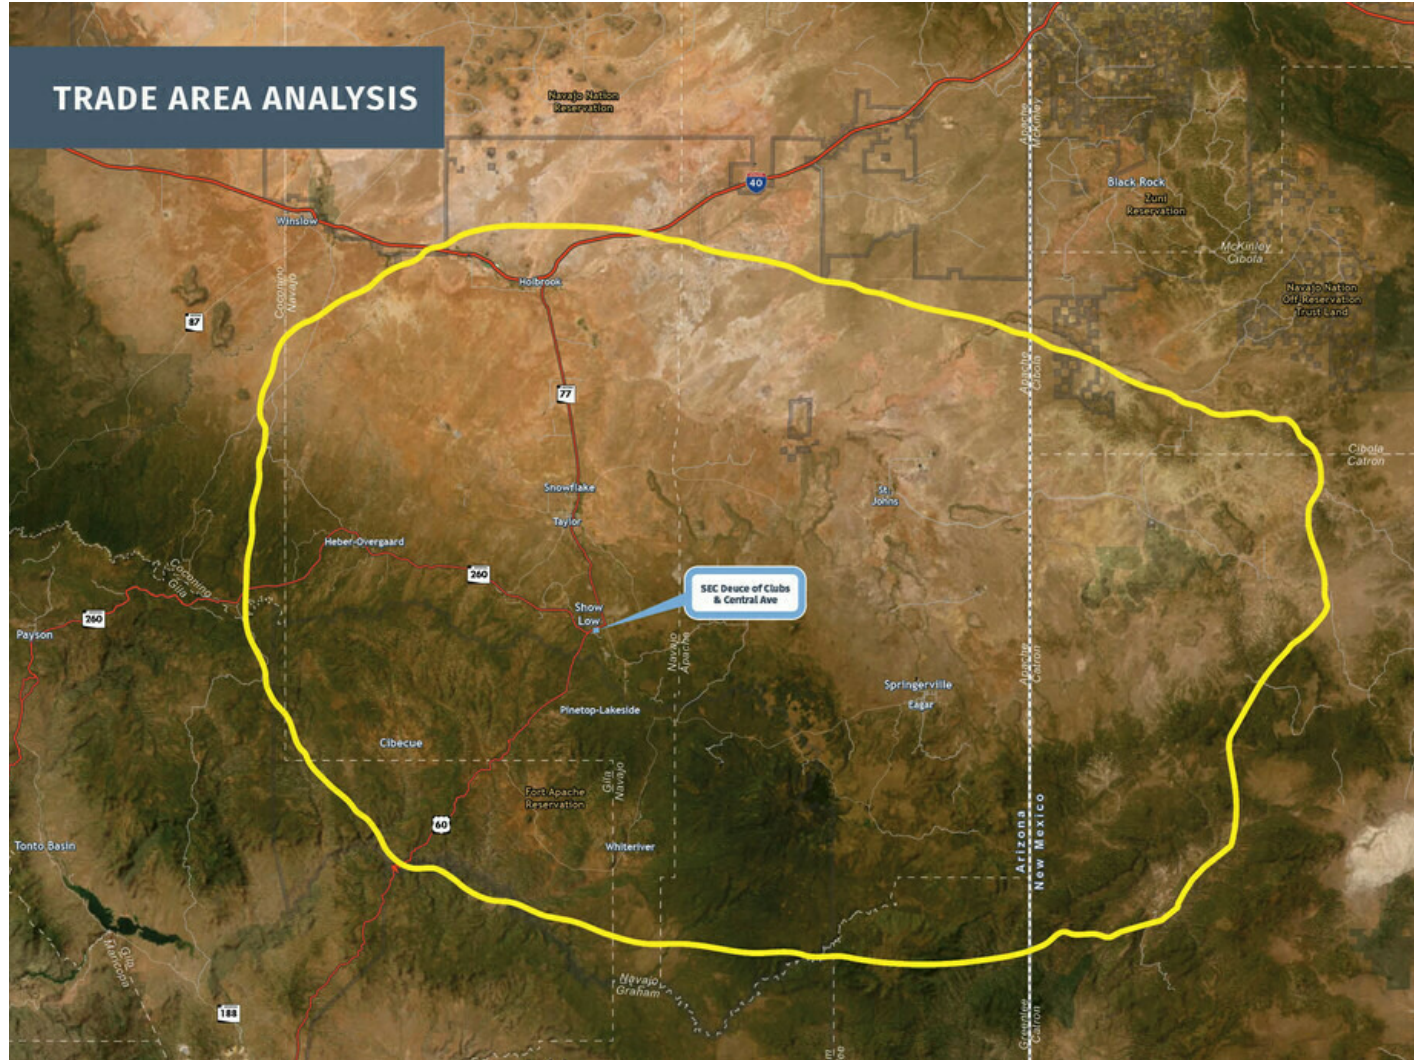 TRADE AREA ANALYSIS
Navajo Nation
Reservation
40
Apache
McKinley
Black Rock
Zuni
Reservation
Winslow
McKinley
Cibola
Coconino
Navajo
Holbrook
Navajo Nation
Off-Reservation
Trust Land
87
77
Apache
Cibola
Cibola
Catron
Snowflake
St.
Johns
Taylor
Heber-Overgaard
Coconino
Gila
260
SEC Deuce of Clubs
& Central Ave
Show
Low
260
Payson
Navajo
Apache
Apache
Catron
Springerville
Eagar
Pinetop-Lakeside
Cibecue
Gila
Navajo
Fort Apache
Reservation
60
Arizona
New Mexico
Tonto Basin
Whiteriver
Gila
Maricopa
Navajo
Graham
188
Greenlee
Catron